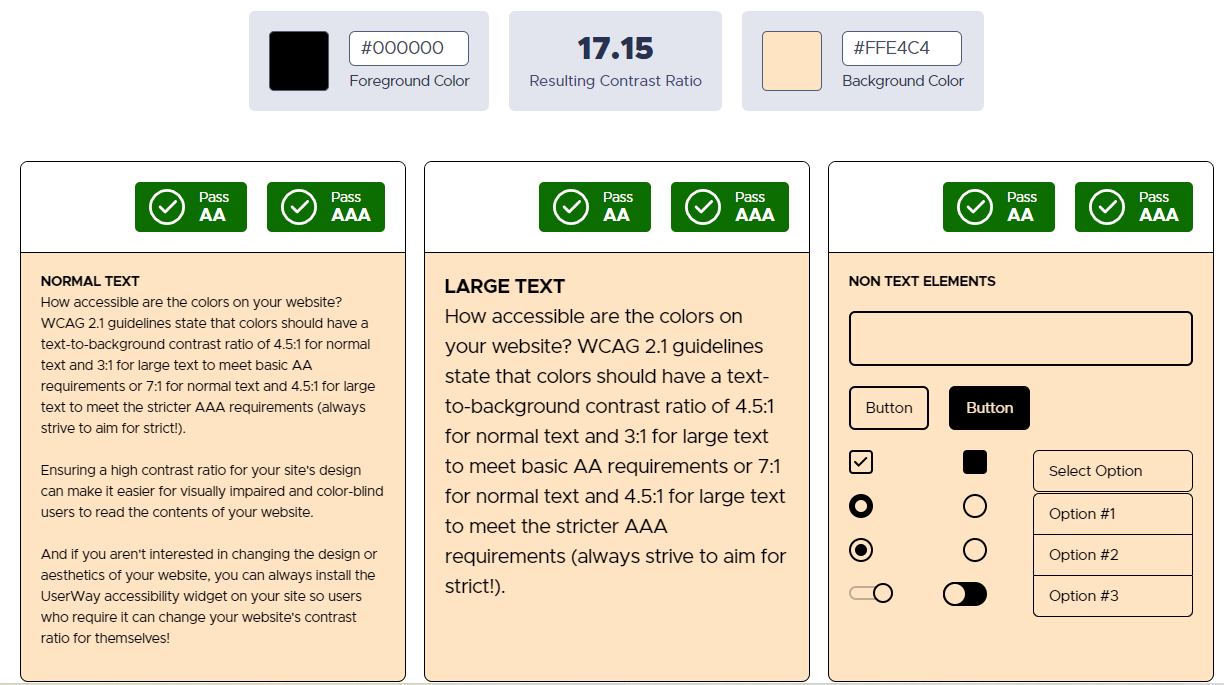 #000000
Foreground Color
17.15
Resulting Contrast Ratio
#FFE4C4
Background Color
Pass
AA
Pass
AAA
NORMAL TEXT
How accessible are the colors on your website?
WCAG 2.1 guidelines state that colors should have a
text-to-background contrast ratio of 4.5:1 for normal
text and 3:1 for large text to meet basic AA
requirements or 7:1 for normal text and 4.5:1 for large
text to meet the stricter AAA requirements (always
strive to aim for strict!).
Ensuring a high contrast ratio for your site's design
can make it easier for visually impaired and color-blind
users to read the contents of your website.
And if you aren't interested in changing the design or
aesthetics of your website, you can always install the
UserWay accessibility widget on your site so users
who require it can change your website's contrast
ratio for themselves!
Pass
AA
Pass
AAA
LARGE TEXT
How accessible are the colors on
your website? WCAG 2.1 guidelines
state that colors should have a text-
to-background contrast ratio of 4.5:1
for normal text and 3:1 for large text
to meet basic AA requirements or 7:1
for normal text and 4.5:1 for large text
to meet the stricter AAA
requirements (always strive to aim for
strict!).
Pass
AA
Pass
AAA
NON TEXT ELEMENTS
Button
Button
Select Option
Option #1
Option #2
Option #3